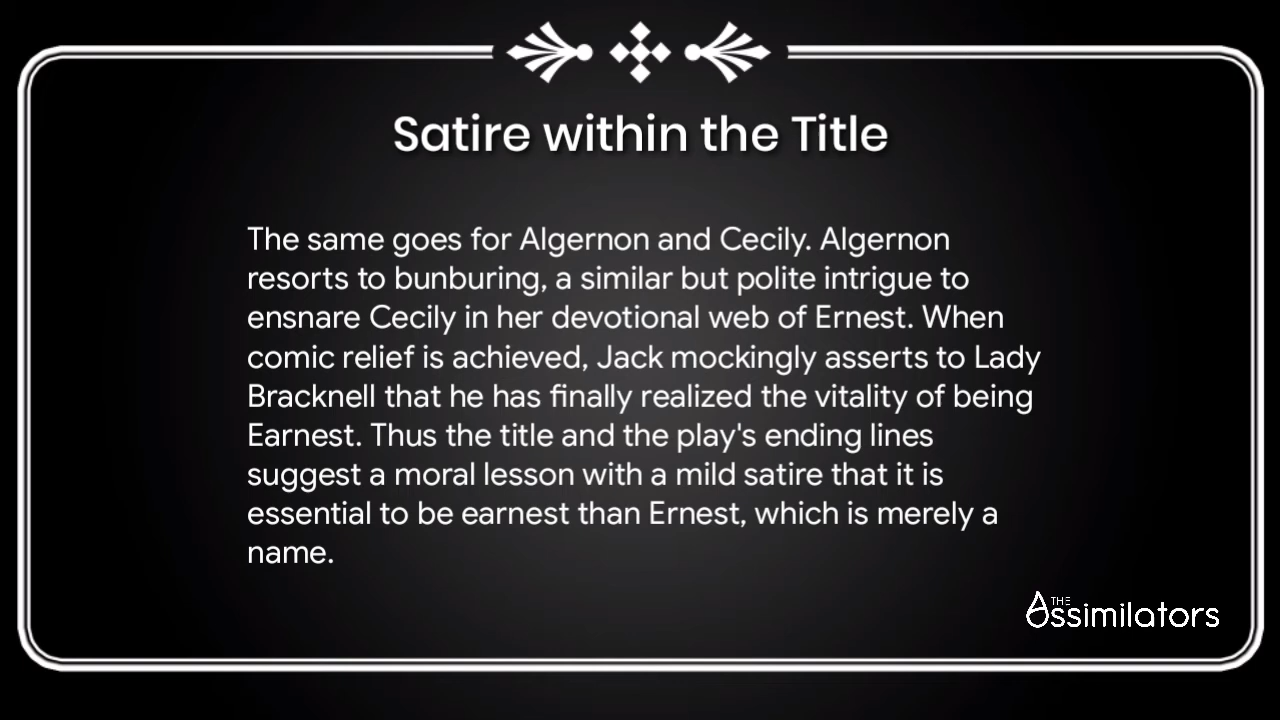 Satire within the Title
The same goes for Algernon and Cecily. Algernon
resorts to bunburing, a similar but polite intrigue to
ensnare Cecily in her devotional web of Ernest. When
comic relief is achieved, Jack mockingly asserts to Lady
Bracknell that he has finally realized the vitality of being
Earnest. Thus the title and the play's ending lines
suggest a moral lesson with a mild satire that it is
essential to be earnest than Ernest, which is merely a
name.
THE
Assimilators